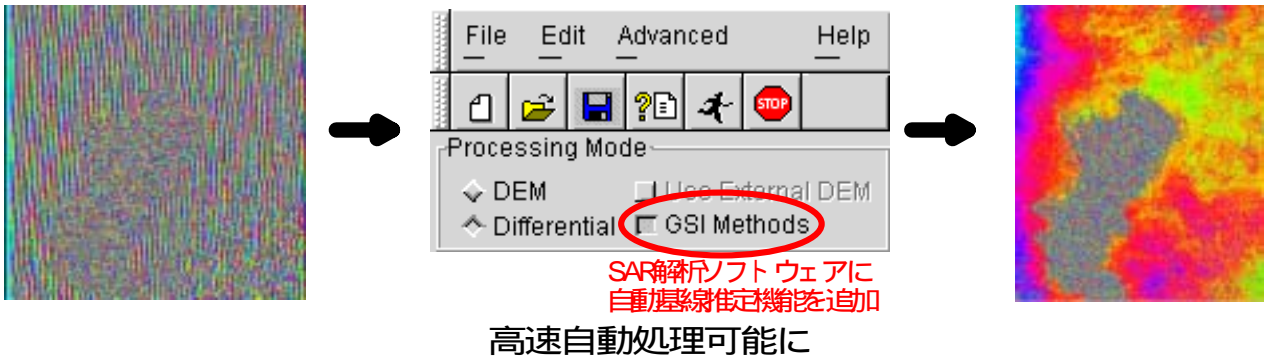 File Edit Advanced Help
STOP
Processing Mode
DEM Use External DEM
Differential GSI Methods
SAR解析ソフトウェアに
自動基線推定機能を追加
高速自動処理可能に